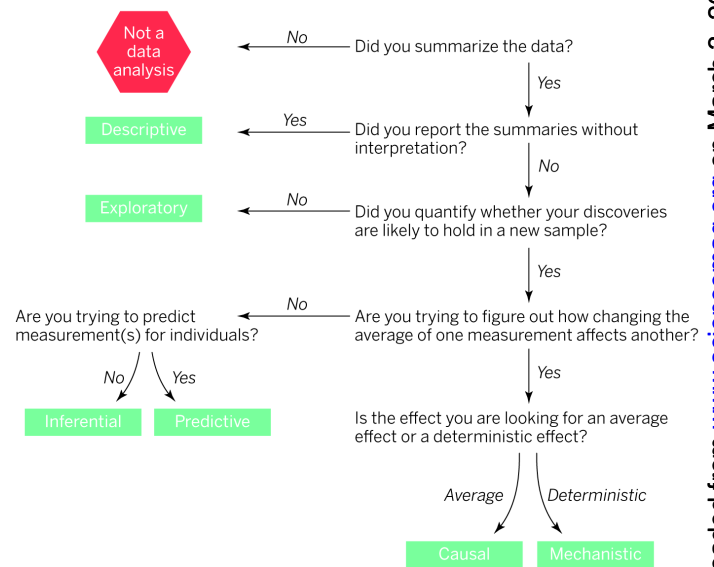 Not a
data
analysis
No
Did you summarize the data?
Yes
Descriptive
Yes
Did you report the summaries without
interpretation?
No
Exploratory
No
Did you quantify whether your discoveries
are likely to hold in a new sample?
Yes
Are you trying to predict
measurement(s) for individuals?
No
Are you trying to figure out how changing the
average of one measurement affects another?
No
Yes
Yes
Inferential
Predictive
Is the effect you are looking for an average
effect or a deterministic effect?
Average
Deterministic
Causal
Mechanistic